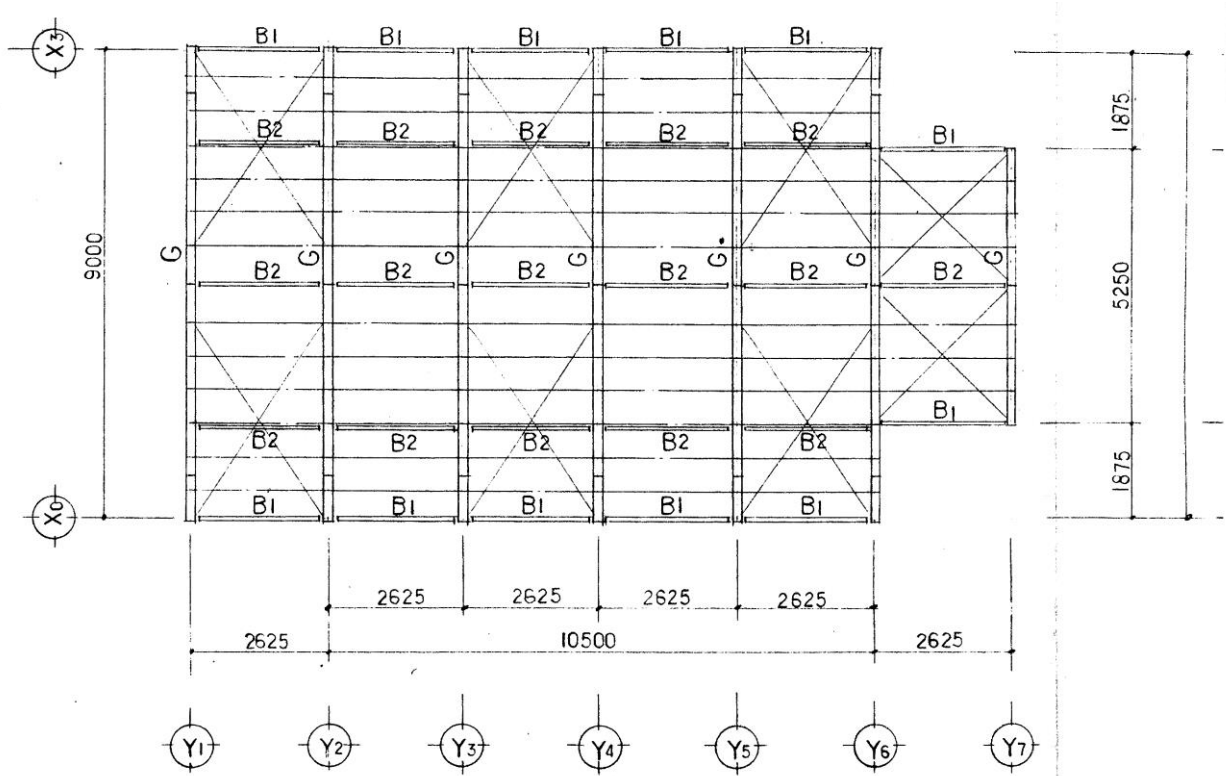 X3
B1 B1 B1 B1 B1
1875
B2 B2 B2 B2 B2
B1
9000
G G G G G G G
B2 B2 B2 B2 B2 B2
5250
B2 B2 B2 B2 B2
B1
1875
X0
B1 B1 B1 B1 B1
2625 2625 2625 2625
2625 10500 2625
Y1 Y2 Y3 Y4 Y5 Y6 Y7